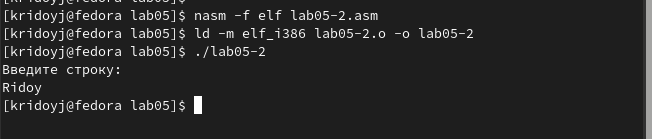 [kridoyj@fedora lab05]$ nasm -f elf lab05-2.asm
[kridoyj@fedora lab05]$ ld -m elf_i386 lab05-2.o -o lab05-2
[kridoyj@fedora lab05]$ ./lab05-2
Введите строку:
Ridoy
[kridoyj@fedora lab05]$